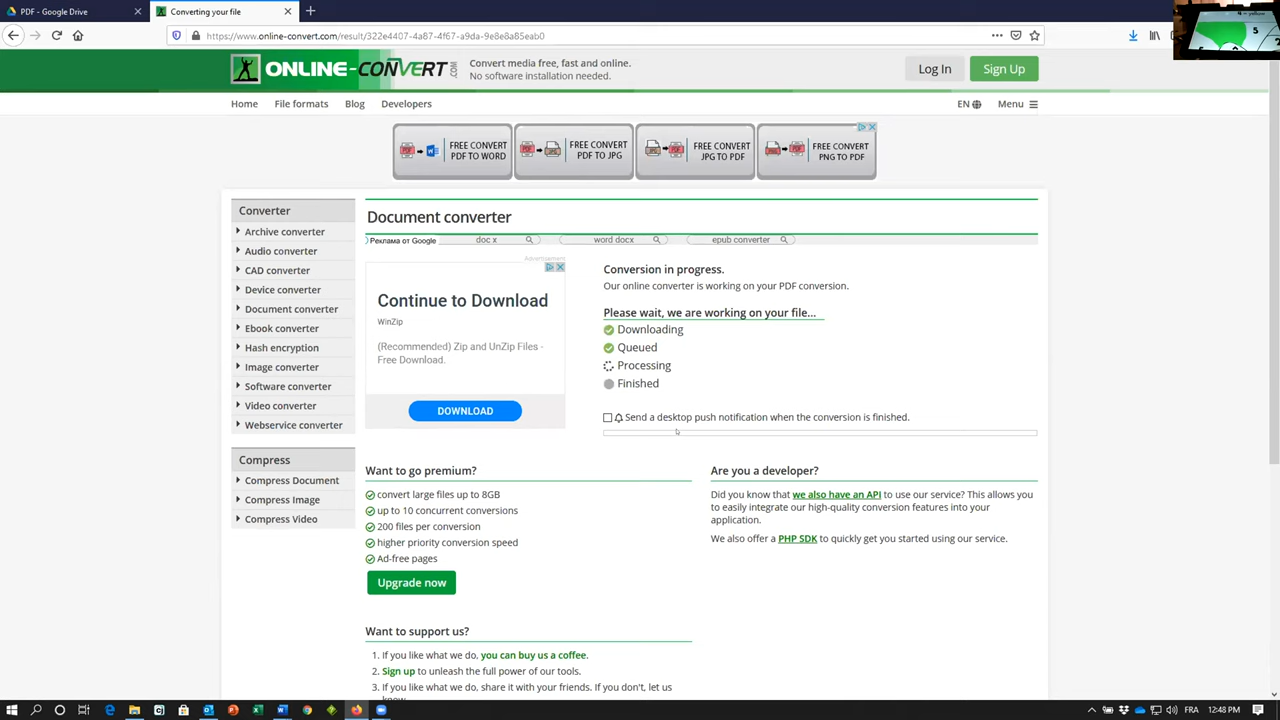 PDF - Google Drive
Converting your file
https://www.online-convert.com/result/322e4407-4a87-4f67-a9da-9e8e8a85eab0
5
ONLINE-CONVERT.COM
Convert media free, fast and online.
No software installation needed.
Log In
Sign Up
Home
File formats
Blog
Developers
EN
Menu
FREE CONVERT
PDF TO WORD
FREE CONVERT
PDF TO JPG
FREE CONVERT
JPG TO PDF
FREE CONVERT
PNG TO PDF
Converter
Archive converter
Audio converter
CAD converter
Device converter
Document converter
Ebook converter
Hash encryption
Image converter
Software converter
Video converter
Webservice converter
Compress
Compress Document
Compress Image
Compress Video
Document converter
Реклама от Google
doc x
word docx
epub converter
Advertisement
Continue to Download
WinZip
(Recommended) Zip and UnZip Files -
Free Download.
DOWNLOAD
Conversion in progress.
Our online converter is working on your PDF conversion.
Please wait, we are working on your file...
Downloading
Queued
Processing
Finished
Send a desktop push notification when the conversion is finished.
Want to go premium?
convert large files up to 8GB
up to 10 concurrent conversions
200 files per conversion
higher priority conversion speed
Ad-free pages
Upgrade now
Are you a developer?
Did you know that we also have an API to use our service? This allows you
to easily integrate our high-quality conversion features into your
application.
We also offer a PHP SDK to quickly get you started using our service.
Want to support us?
1. If you like what we do, you can buy us a coffee.
2. Sign up to unleash the full power of our tools.
3. If you like what we do, share it with your friends. If you don't, let us
know.
FRA
12:48 PM